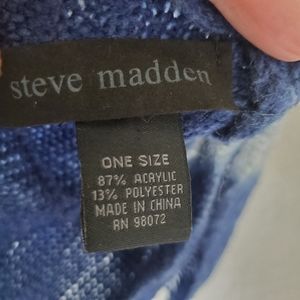 steve madden
ONE SIZE
87% ACRYLIC
13% POLYESTER
MADE IN CHINA
RN 98072